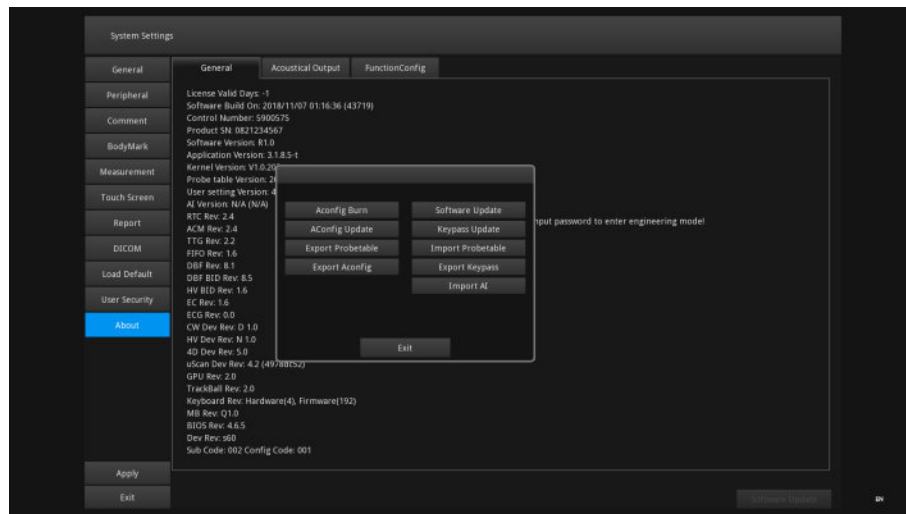 System Settings
General
Peripheral
Comment
BodyMark
Measurement
Touch Screen
Report
DICOM
Load Default
User Security
About
Apply
Exit
General Acoustical Output FunctionConfig
License Valid Days: -1
Software Build On: 2018/11/07 01:16:36 (43719)
Control Number: 5900575
Product SN: 0821234567
Software Version: R1.0
Application Version: 3.1.8.5-t
Kernel Version: V1.0.20
Probe table Version: 2
User setting Version: 4
AI Version: N/A (N/A)
RTC Rev: 2.4
ACM Rev: 2.4
TTG Rev: 2.2
FIFO Rev: 1.6
DBF Rev: 8.1
DBF BID Rev: 8.5
HV BID Rev: 1.6
EC Rev: 1.6
ECG Rev: 0.0
CW Dev Rev: D 1.0
HV Dev Rev: N 1.0
4D Dev Rev: 5.0
uScan Dev Rev: 4.2
GPU Rev: 2.0
TrackBall Rev: 2.0
Keyboard Rev: Hardware(4), Firmware(192)
MB Rev: Q1.0
BIOS Rev: 4.6.5
Dev Rev: s60
Sub Code: 002 Config Code: 001
Aconfig Burn Software Update
AConfig Update Keypass Update
Export Probetable Import Probetable
Export Aconfig Export Keypass
Import AI
Exit
nput password to enter engineering mode!
Software Update
EN